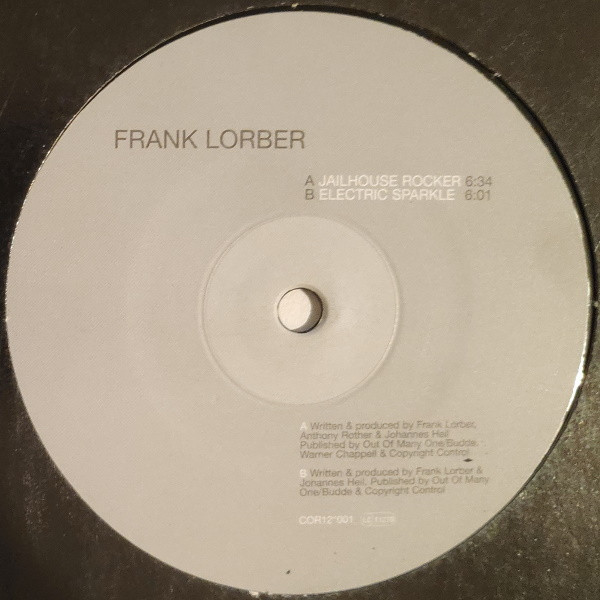 FRANK LORBER
A JAILHOUSE ROCKER 6:34
B ELECTRIC SPARKLE 6:01
A Written & produced by Frank Lorber,
Anthony Rother & Johannes Heil.
Published by Out Of Many One/Budde,
Warner Chappell & Copyright Control
B Written & produced by Frank Lorber &
Johannes Heil, Published by Out Of Many
One/Budde & Copyright Control
COR12"001